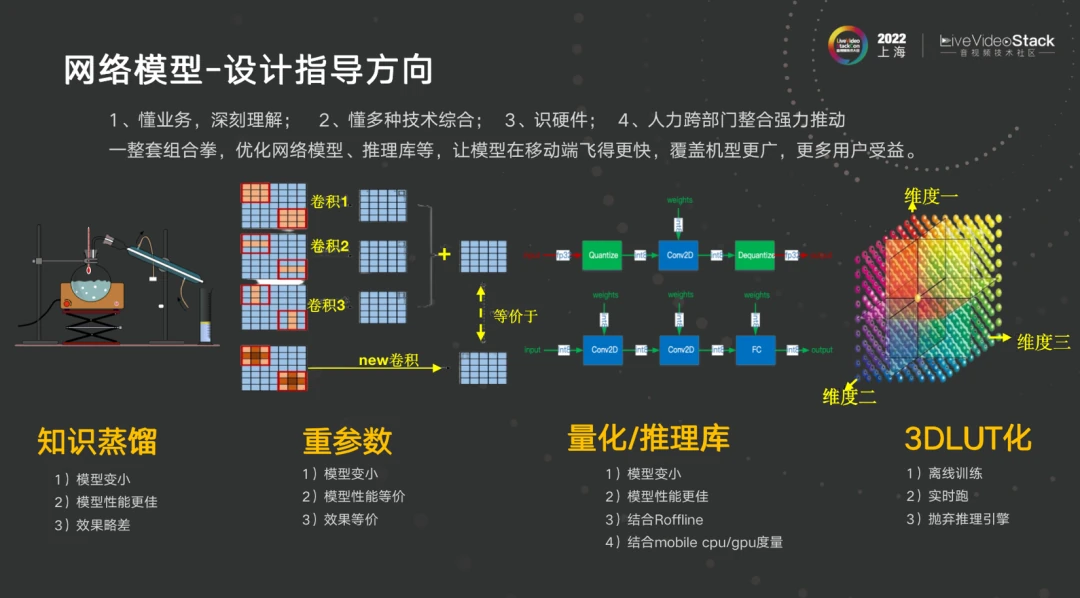 2022
上海
LiveVideoStack
音视频技术社区
网络模型-设计指导方向
1、懂业务，深刻理解； 2、懂多种技术综合； 3、识硬件； 4、人力跨部门整合强力推动
一整套组合拳，优化网络模型、推理库等，让模型在移动端飞得更快，覆盖机型更广，更多用户受益。
卷积1
卷积2
卷积3
+
等价于
new卷积
weights
fp32
Quantize
int8
Conv2D
int8
Dequantize
fp32
weights
weights
weights
input
int8
Conv2D
int8
Conv2D
int8
FC
int8
output
维度一
维度三
维度二
知识蒸馏
1）模型变小
2）模型性能更佳
3）效果略差
重参数
1）模型变小
2）模型性能等价
3）效果等价
量化/推理库
1）模型变小
2）模型性能更佳
3）结合Roffline
4）结合mobile cpu/gpu度量
3DLUT化
1）离线训练
2）实时跑
3）抛弃推理引擎